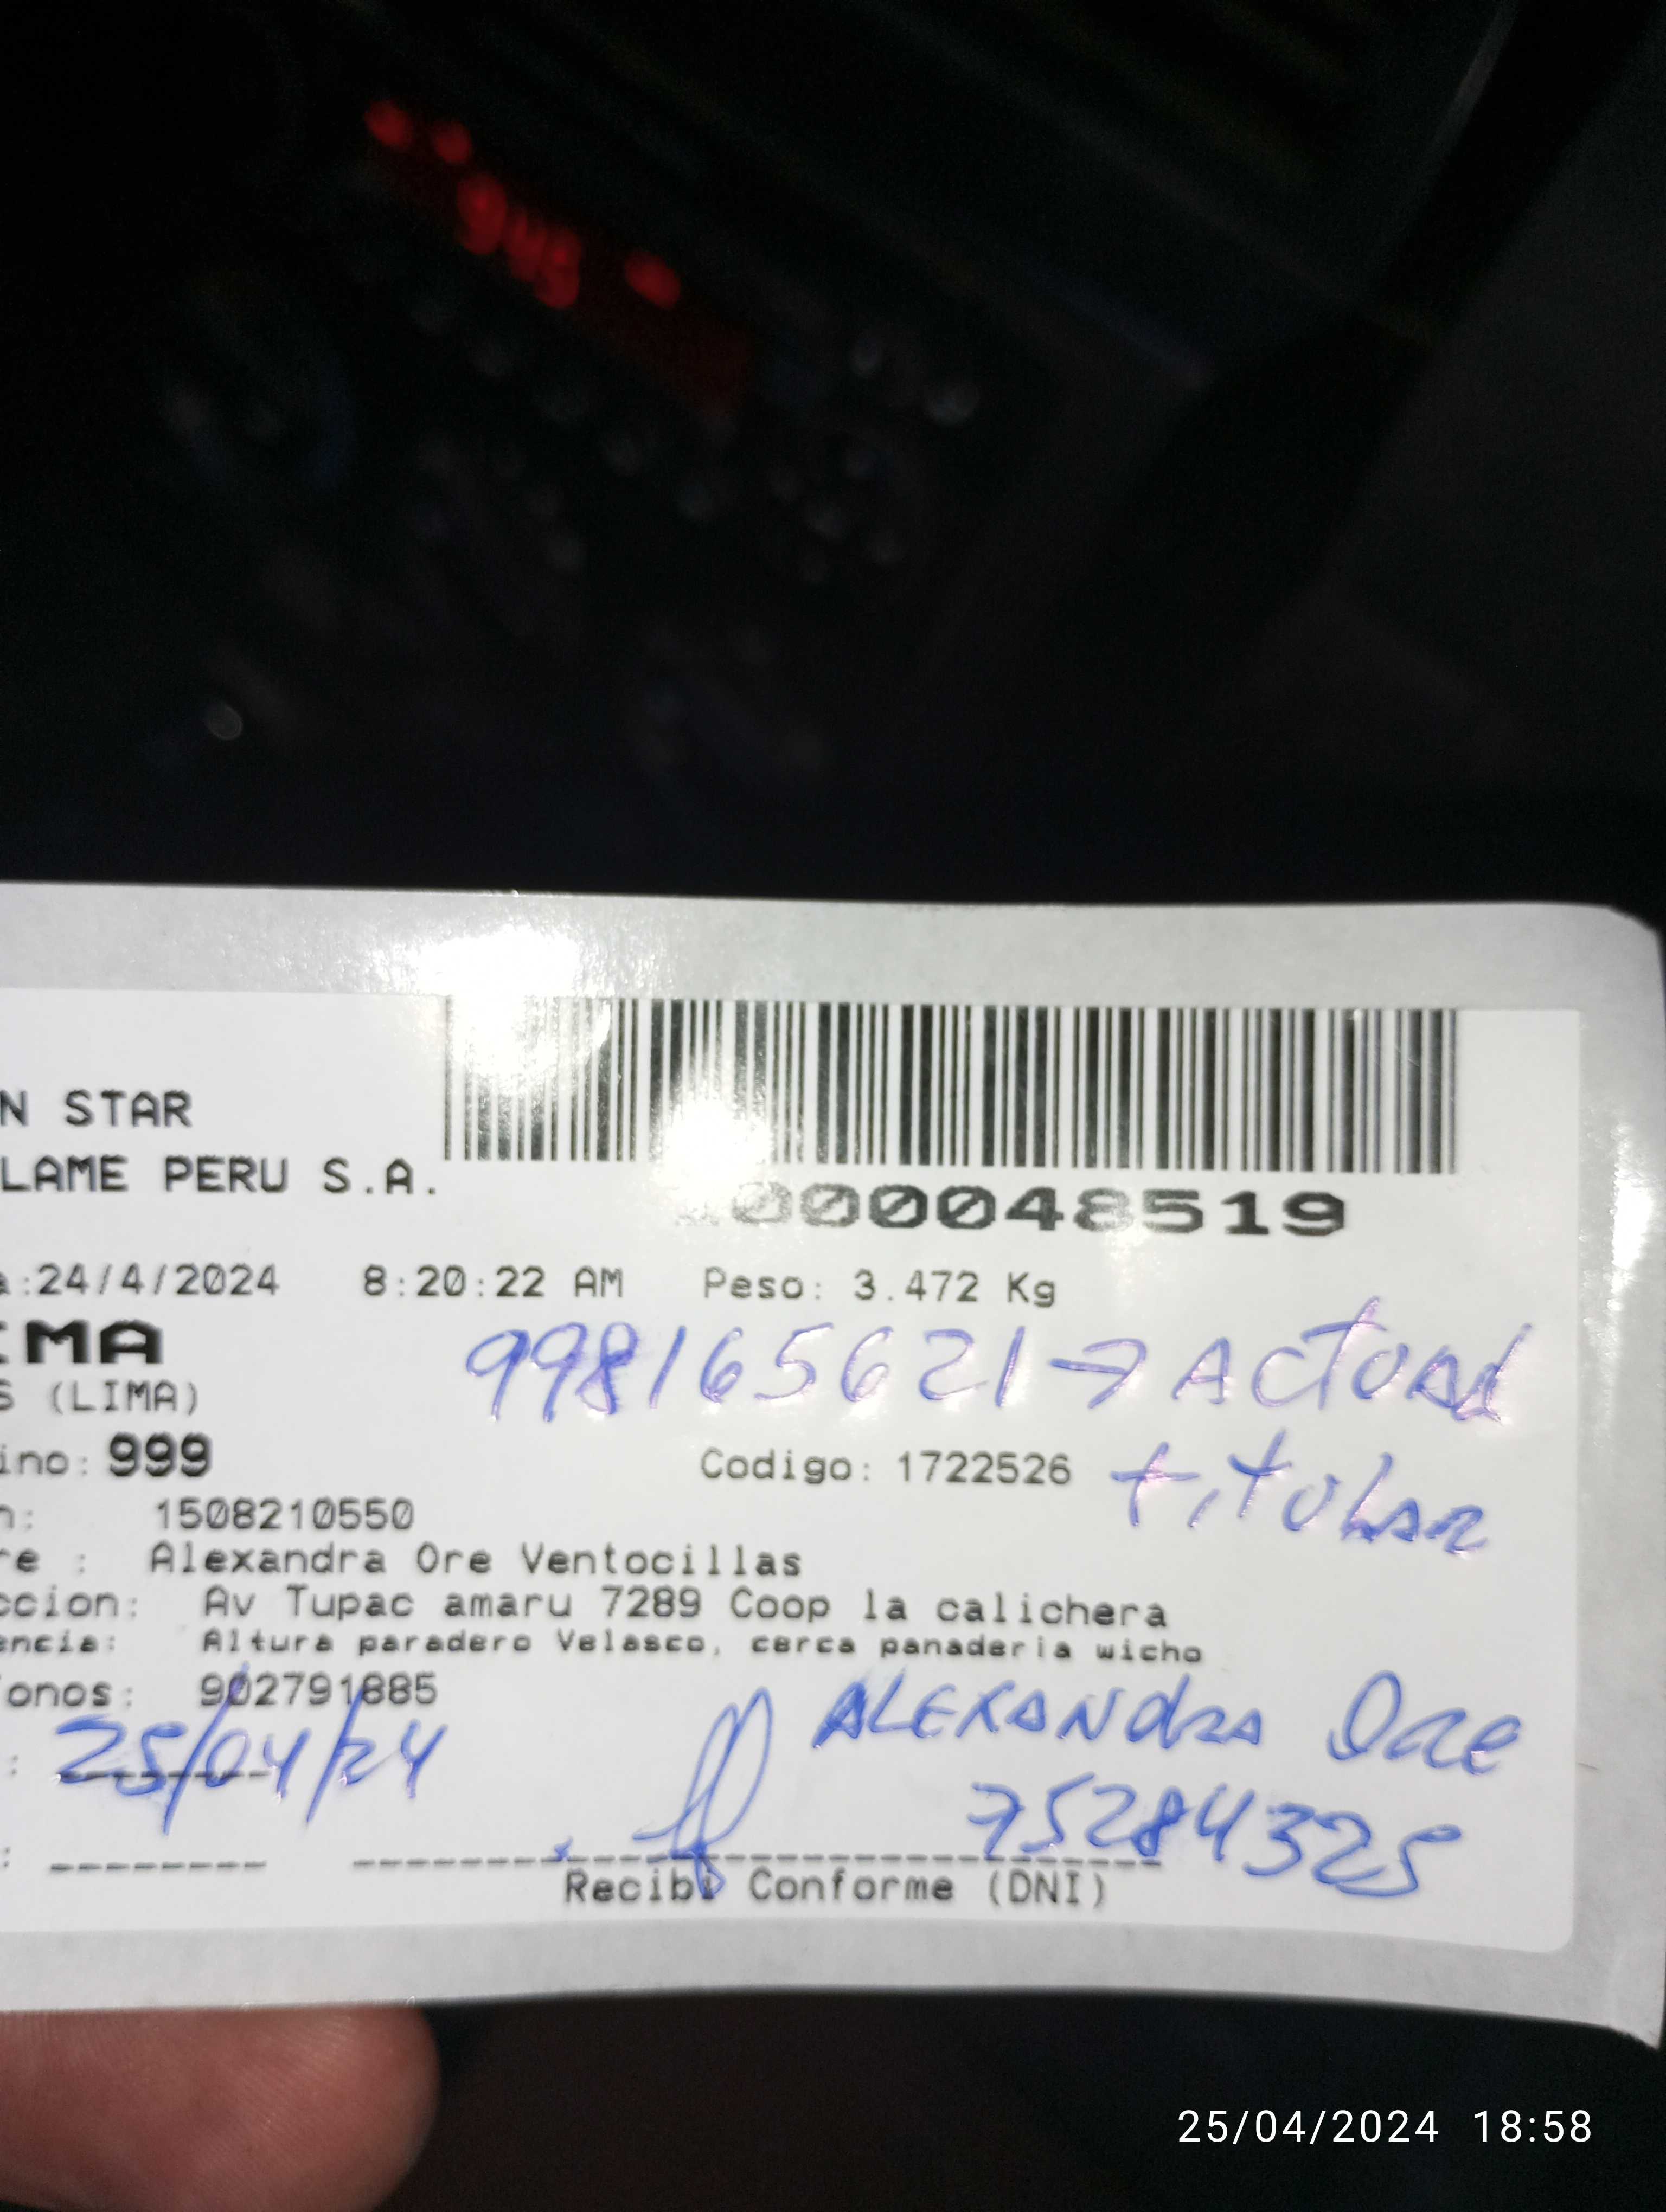 N STAR
LAME PERU S.A.
000048519
:24/4/2024 8:20:22 AM Peso: 3.472 Kg
IMA
998165621 → ACTUAL
S (LIMA)
ino: 999 Codigo: 1722526 titular
n: 1508210550
re : Alexandra Ore Ventocillas
ccion: Av Tupac amaru 7289 Coop la calichera
encia: Altura paradero Velasco, cerca panaderia wicho
onos: 902791885
ALEXANDRA Ore
: 25/04/24
75284325
: -------- 
Recibi Conforme (DNI)
25/04/2024 18:58